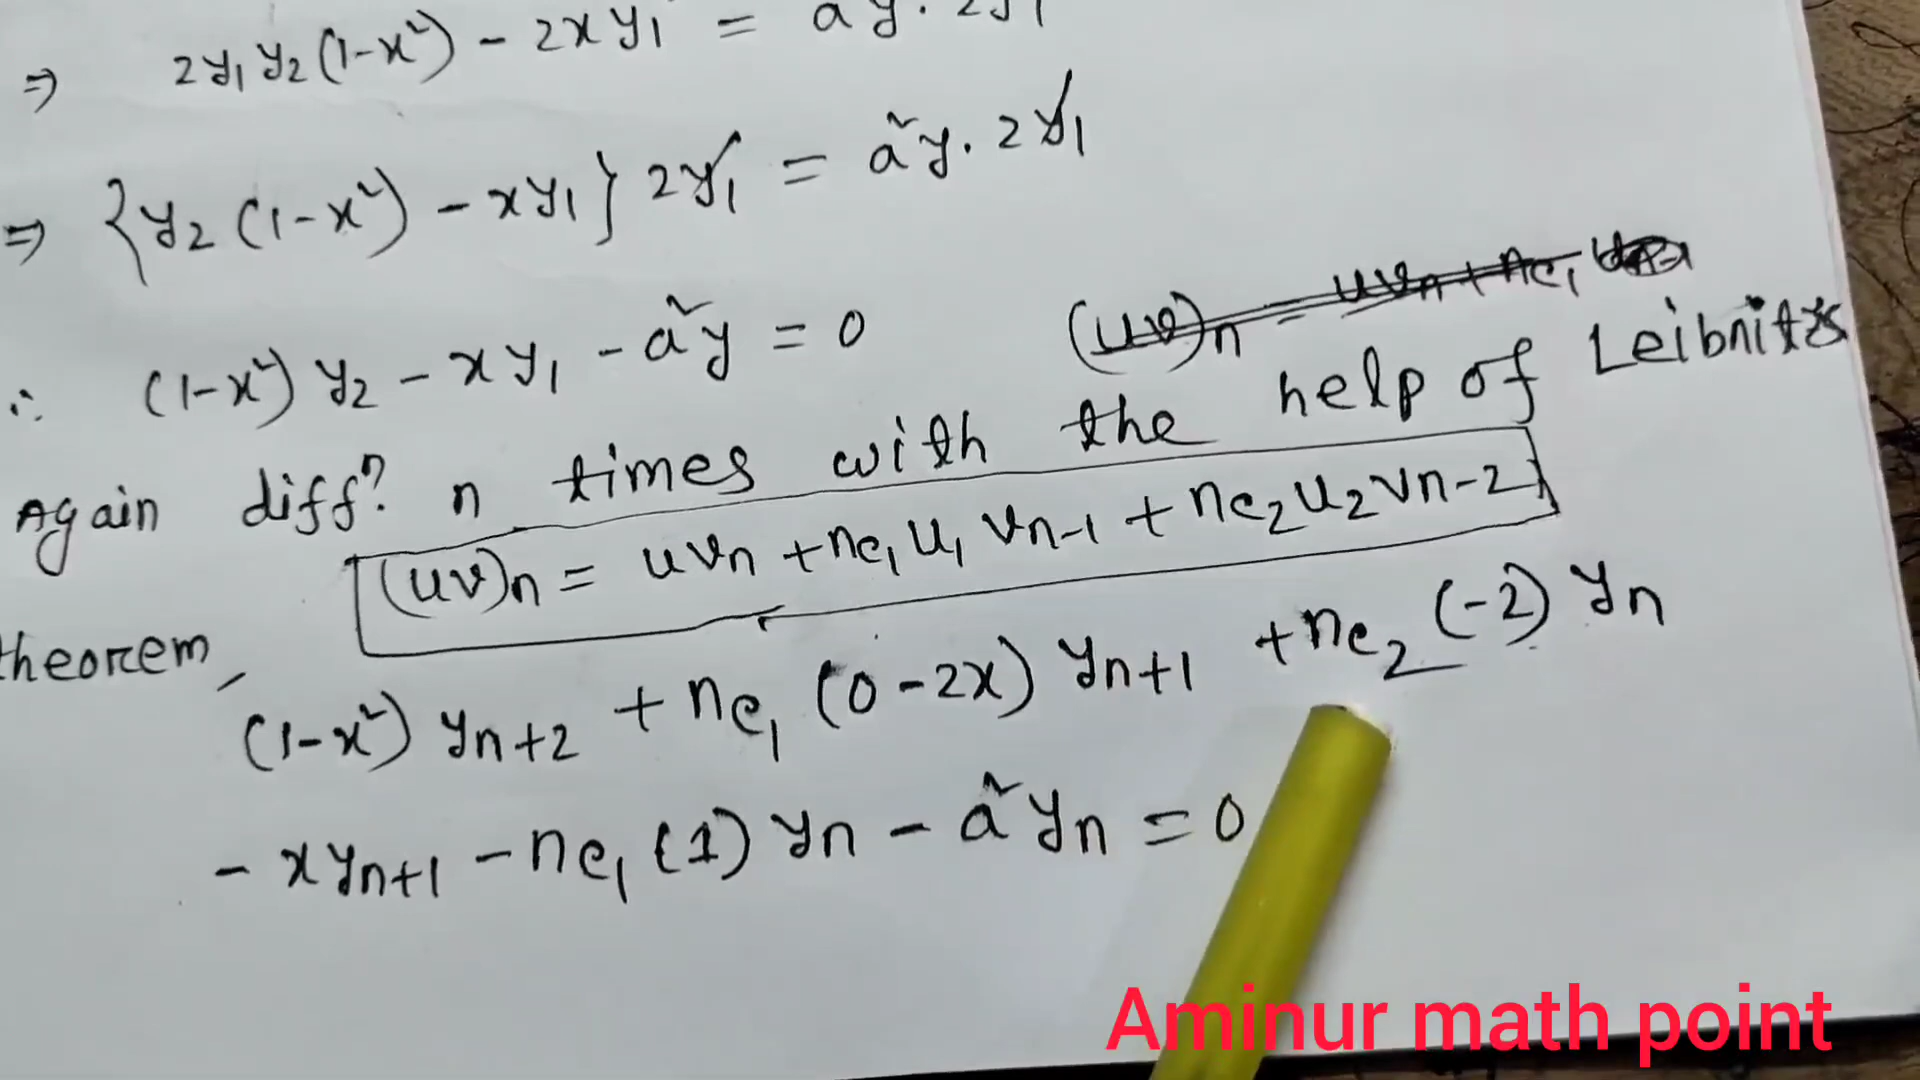 ⇒ 2y₁y₂(1-x²) - 2xy₁ = a y. 2y₁
⇒ {y₂(1-x²) - xy₁} 2y₁ = a²y. 2y₁
(uv)n = uvn + nc₁
∴ (1-x²) y₂ - xy₁ - a²y = 0
Again diffⁿ. n times with the help of Leibnitz's
(uv)n = uvn + nc₁u₁vn-1 + nc₂u₂vn-2
theorem,
(1-x²) yn+2 + nc₁ (0-2x) yn+1 + nc₂ (-2) yn
- xyn+1 - nc₁ (1) yn - a²yn = 0
Aminur math point